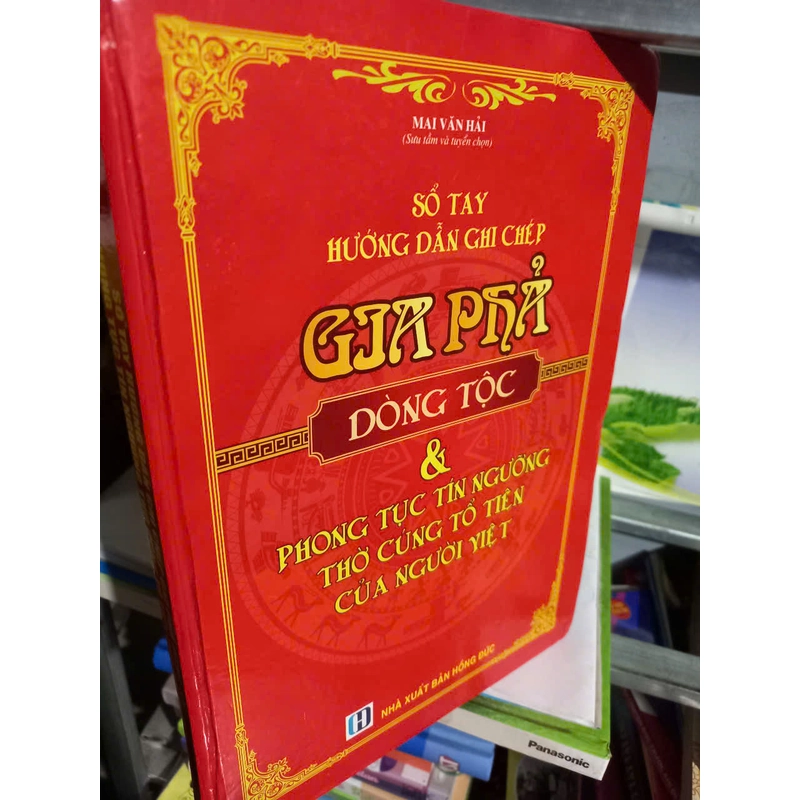 MAI VĂN HẢI
(Sưu tầm và tuyển chọn)
SỔ TAY
HƯỚNG DẪN GHI CHÉP
GIA PHẢ
DÒNG TỘC
&
PHONG TỤC TÍN NGƯỠNG
THỜ CÚNG TỔ TIÊN
CỦA NGƯỜI VIỆT
NHÀ XUẤT BẢN HỒNG ĐỨC
Panasonic